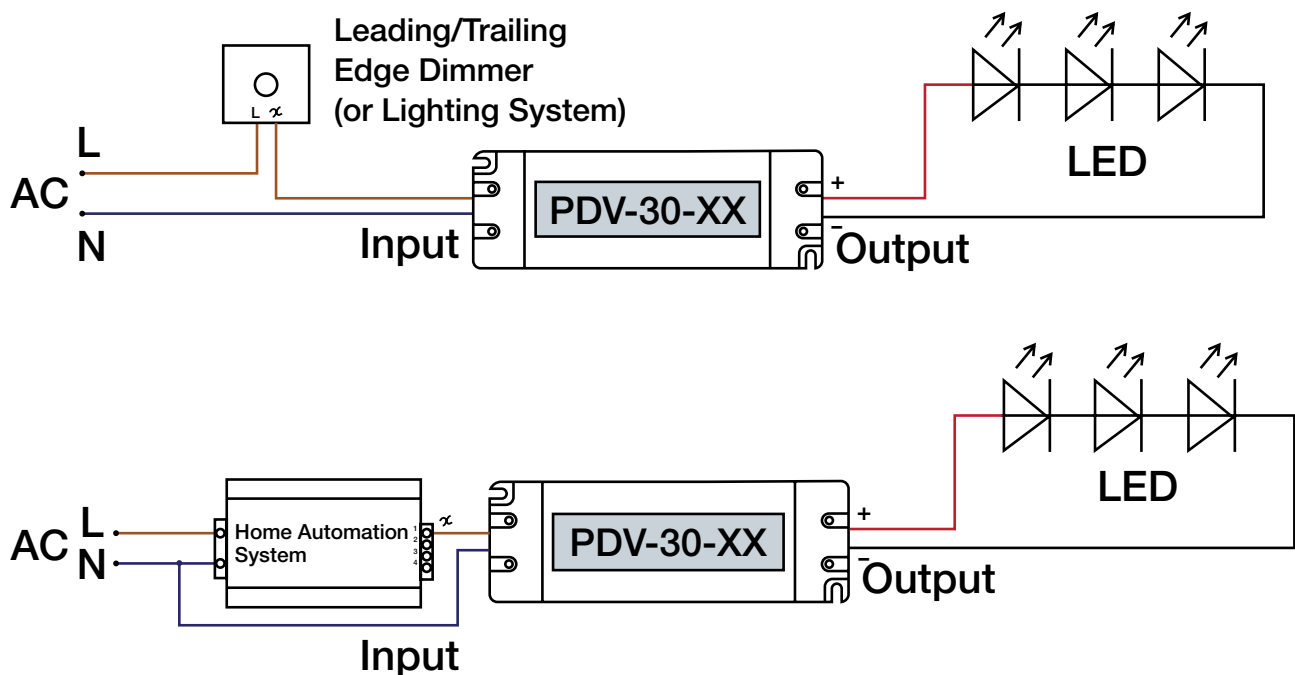 Leading/Trailing
Edge Dimmer
(or Lighting System)
L x
L
AC
N
Input
PDV-30-XX
+
-
Output
LED
L
AC
N
Home Automation
System
1
2
3
4
x
Input
PDV-30-XX
+
-
Output
LED